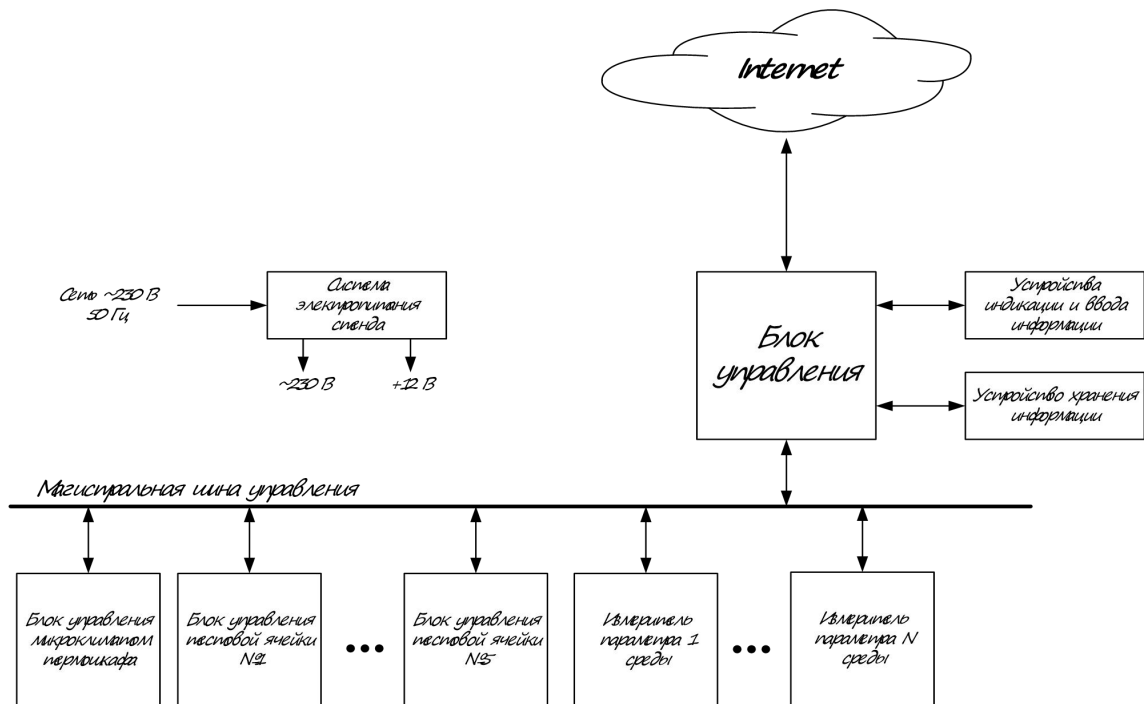 Internet
Сеть ~230 В
50 Гц
Система
электропитания
стенда
~230 В
+12 В
Блок
управления
Устройства
индикации и ввода
информации
Устройство хранения
информации
Магистральная шина управления
Блок управления
микроклиматом
термошкафа
Блок управления
тестовой ячейки
№1
Блок управления
тестовой ячейки
№5
Измеритель
параметра 1
среды
Измеритель
параметра N
среды